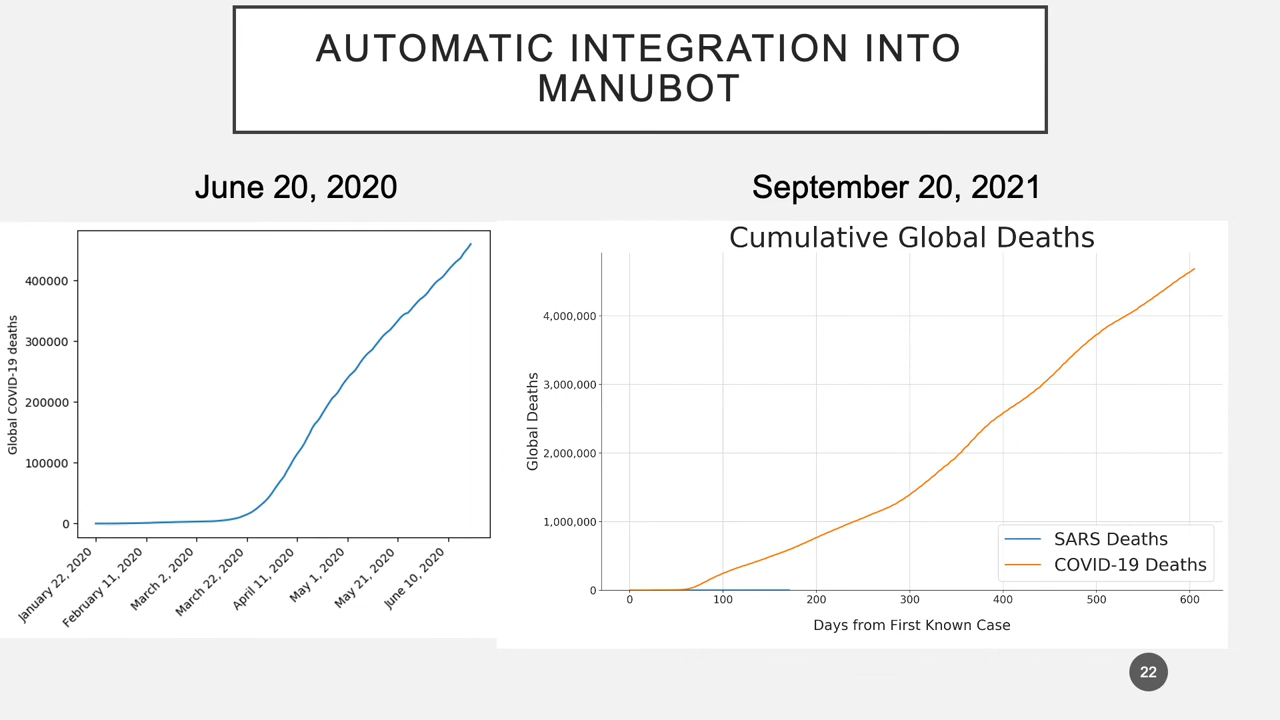 AUTOMATIC INTEGRATION INTO
MANUBOT
June 20, 2020
September 20, 2021
Global COVID-19 deaths
400000
300000
200000
100000
0
January 22, 2020
February 11, 2020
March 2, 2020
March 22, 2020
April 11, 2020
May 1, 2020
May 21, 2020
June 10, 2020
Cumulative Global Deaths
Global Deaths
4,000,000
3,000,000
2,000,000
1,000,000
0
0
100
200
300
400
500
600
Days from First Known Case
SARS Deaths
COVID-19 Deaths
22